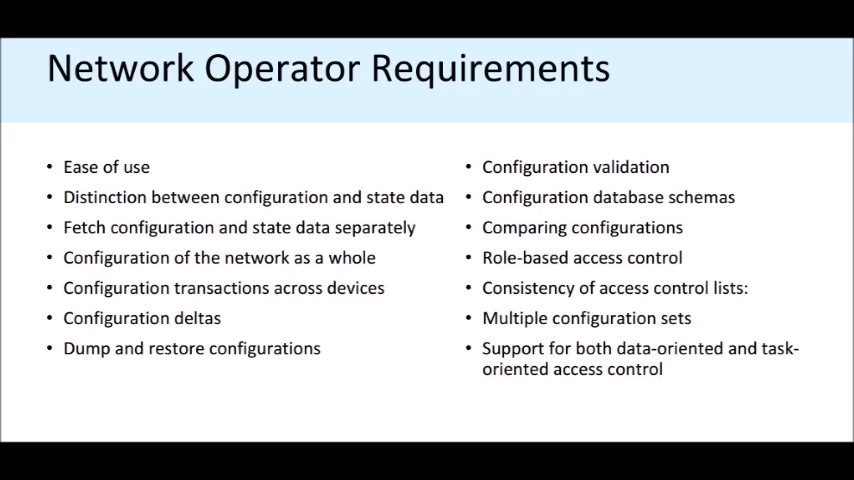 Network Operator Requirements
• Ease of use
• Distinction between configuration and state data
• Fetch configuration and state data separately
• Configuration of the network as a whole
• Configuration transactions across devices
• Configuration deltas
• Dump and restore configurations
• Configuration validation
• Configuration database schemas
• Comparing configurations
• Role-based access control
• Consistency of access control lists:
• Multiple configuration sets
• Support for both data-oriented and task-
oriented access control